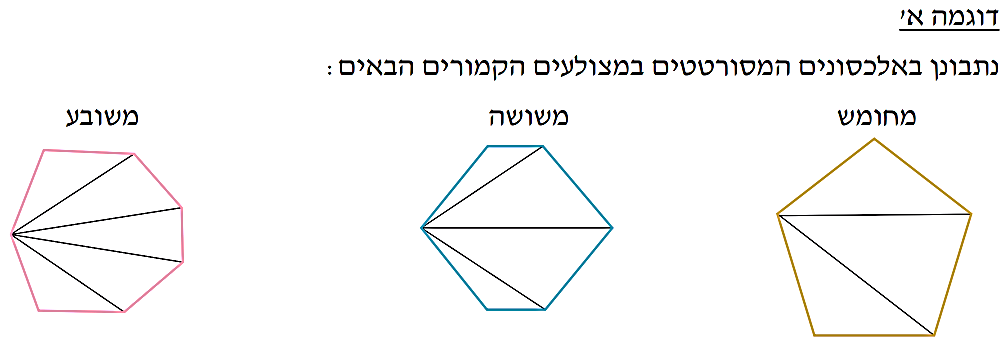 דוגמה א׳
נתבונן באלכסונים המסורטטים במצולעים הקמורים הבאים:
מחומש משושה משובע